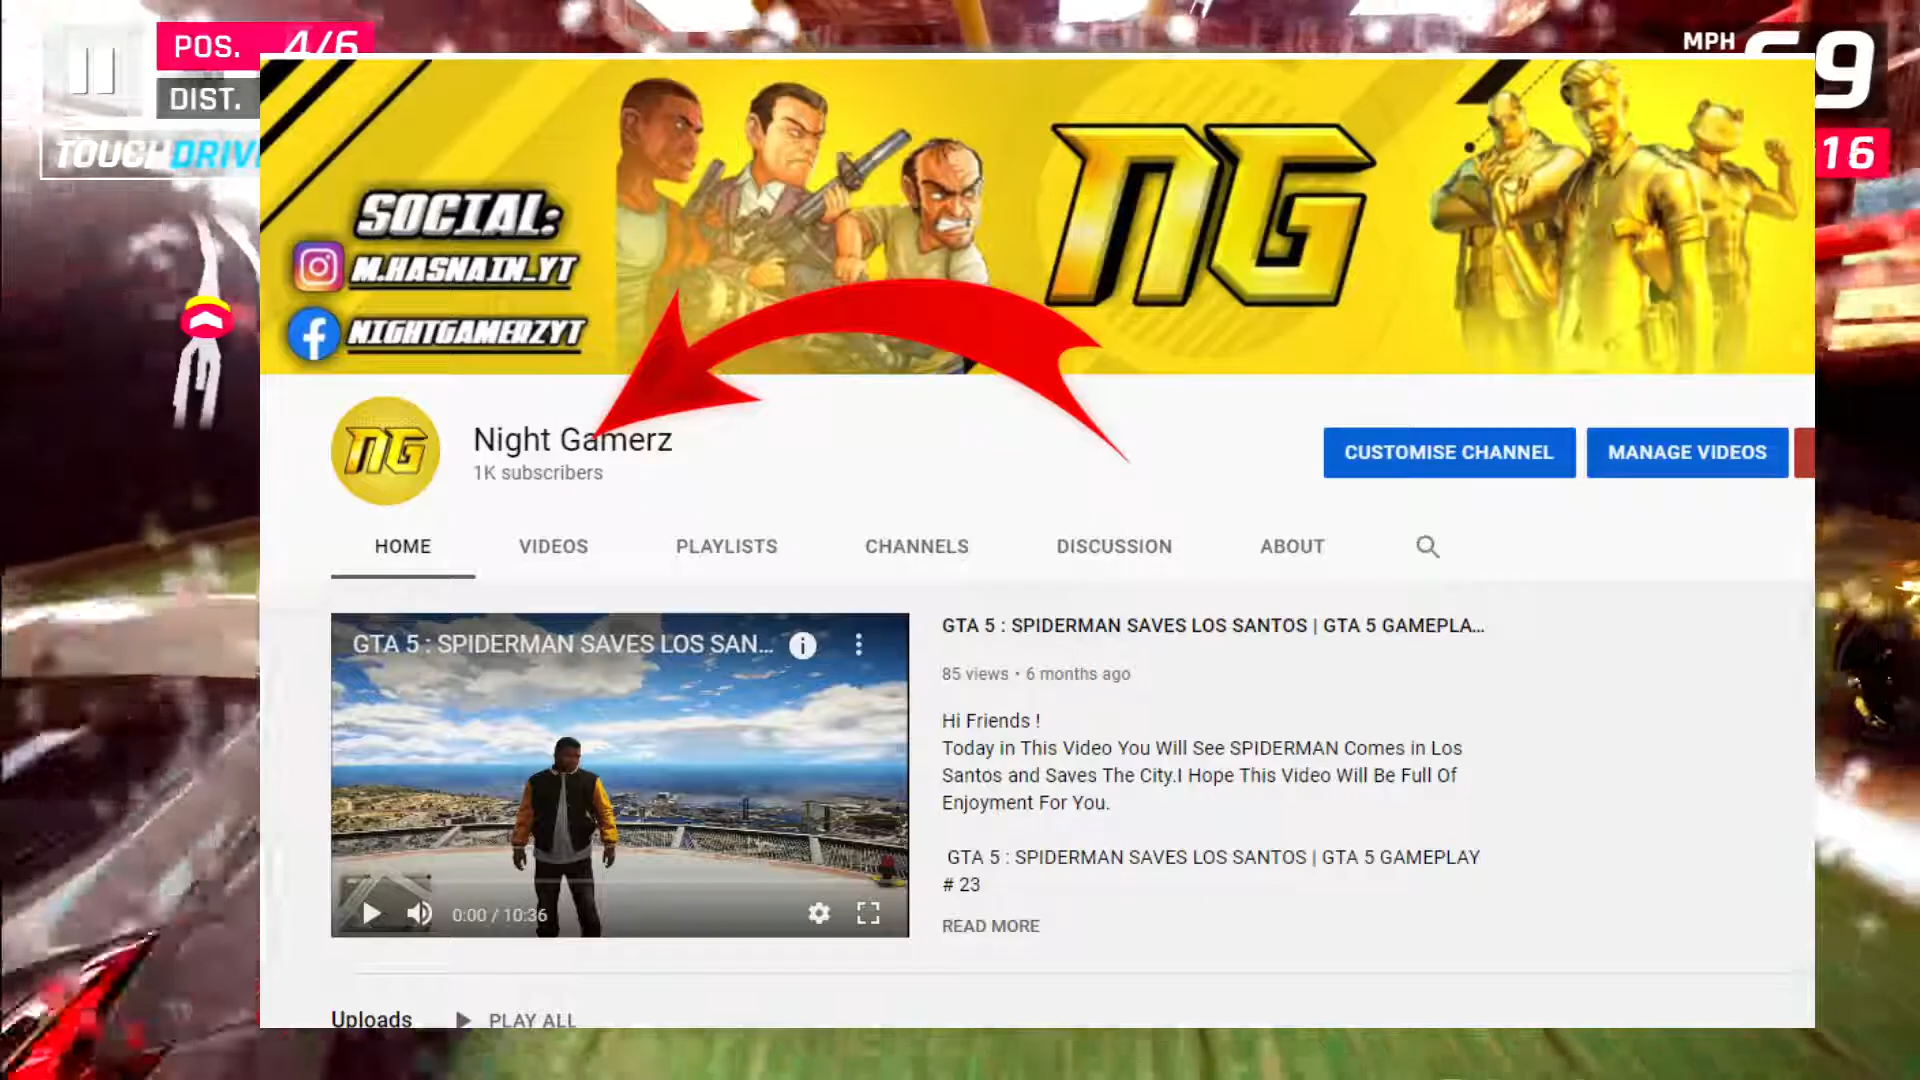 POS. 4/6
DIST.
TOUCHDRIV
MPH
69
16
SOCIAL:
M.HASNAIN_YT
NIGHTGAMERZYT
NG
NG
Night Gamerz
1K subscribers
CUSTOMISE CHANNEL
MANAGE VIDEOS
HOME
VIDEOS
PLAYLISTS
CHANNELS
DISCUSSION
ABOUT
GTA 5 : SPIDERMAN SAVES LOS SAN...
0:00 / 10:36
GTA 5 : SPIDERMAN SAVES LOS SANTOS | GTA 5 GAMEPLA...
85 views • 6 months ago
Hi Friends !
Today in This Video You Will See SPIDERMAN Comes in Los
Santos and Saves The City.I Hope This Video Will Be Full Of
Enjoyment For You.
GTA 5 : SPIDERMAN SAVES LOS SANTOS | GTA 5 GAMEPLAY
# 23
READ MORE
Uploads
PLAY ALL